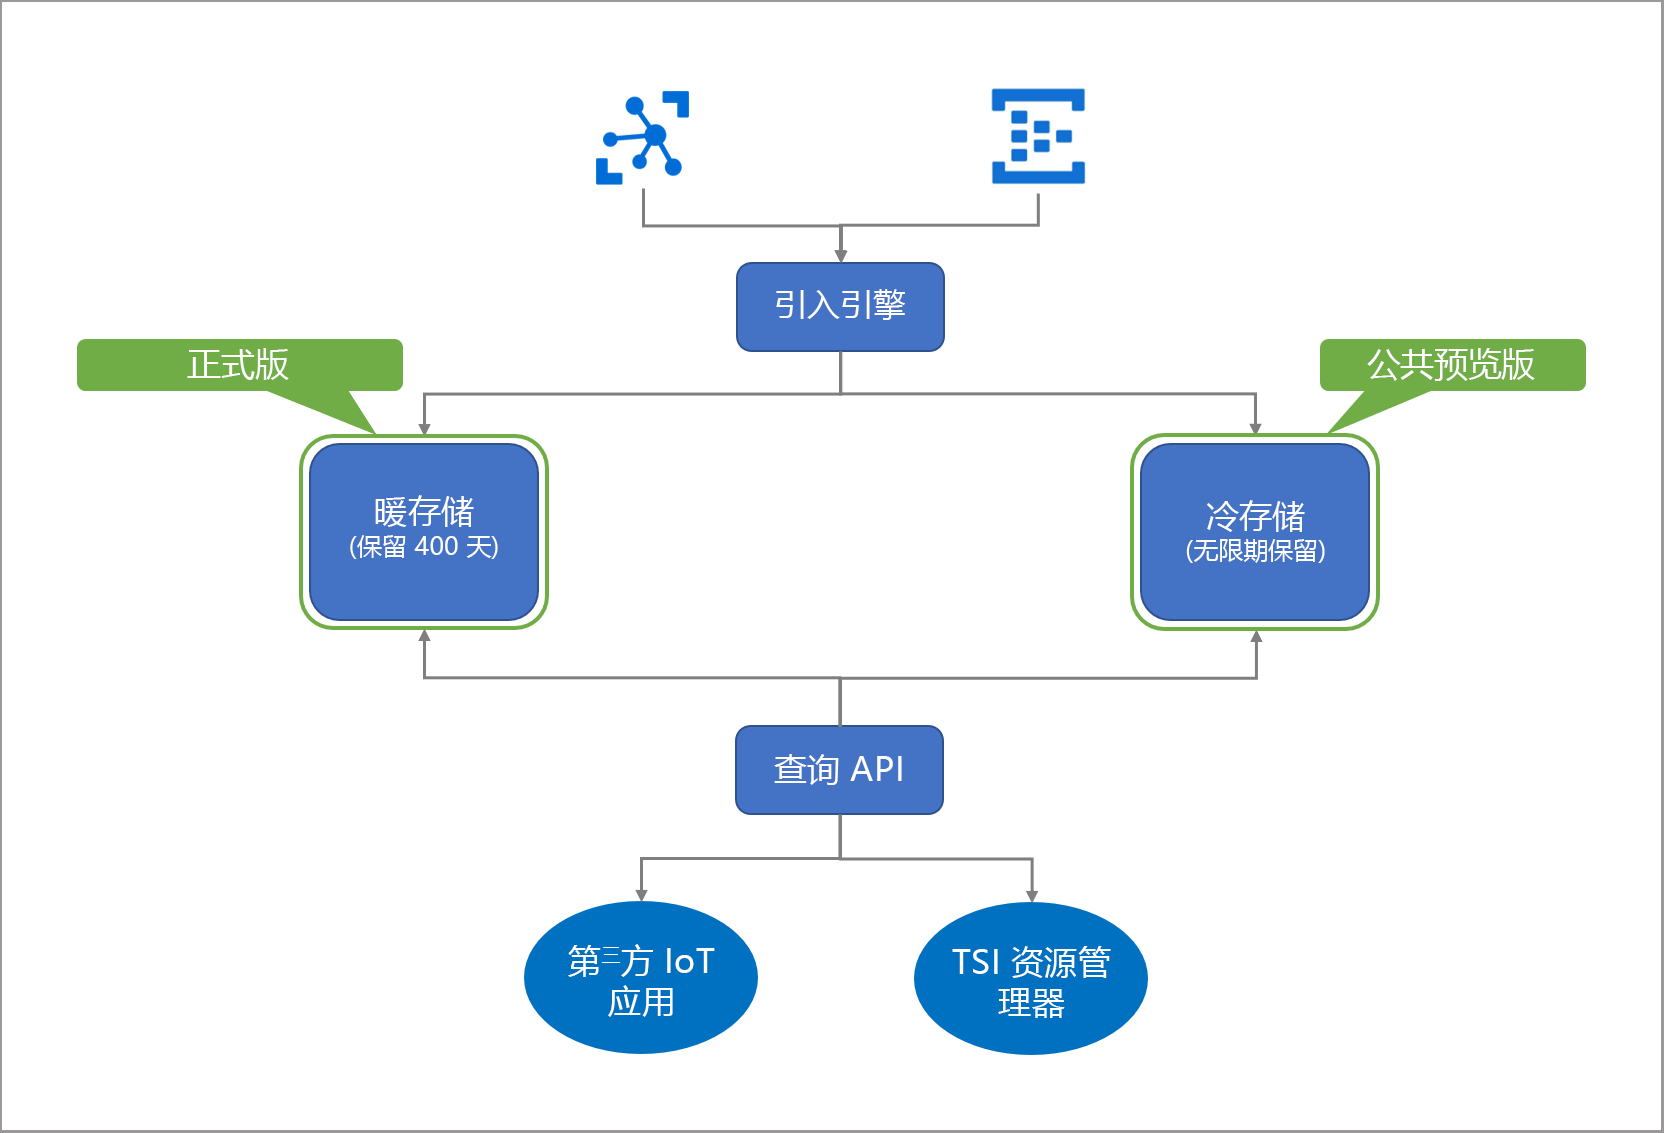 引入引擎
正式版
公共预览版
暖存储
(保留 400 天)
冷存储
(无限期保留)
查询 API
第三方 IoT
应用
TSI 资源管
理器